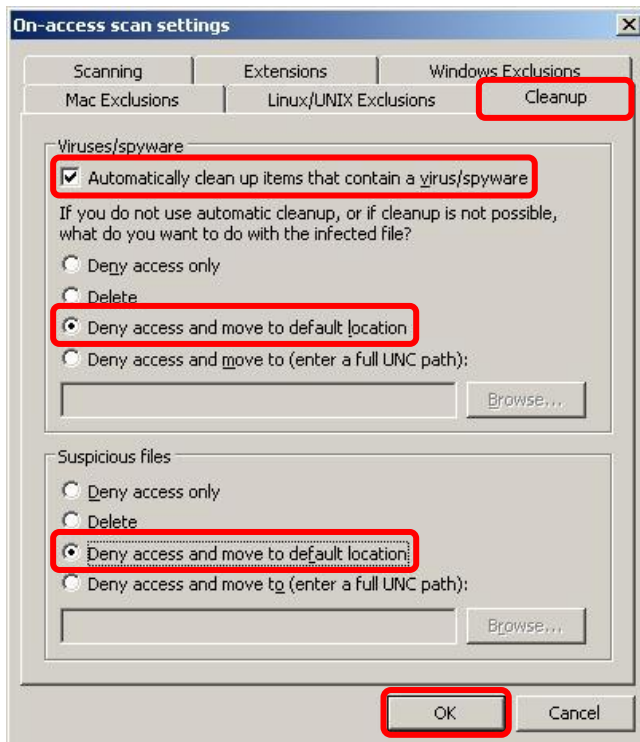 On-access scan settings
Scanning Extensions Windows Exclusions
Mac Exclusions Linux/UNIX Exclusions Cleanup
Viruses/spyware
Automatically clean up items that contain a virus/spyware
If you do not use automatic cleanup, or if cleanup is not possible,
what do you want to do with the infected file?
Deny access only
Delete
Deny access and move to default location
Deny access and move to (enter a full UNC path):
Browse...
Suspicious files
Deny access only
Delete
Deny access and move to default location
Deny access and move to (enter a full UNC path):
Browse...
OK Cancel